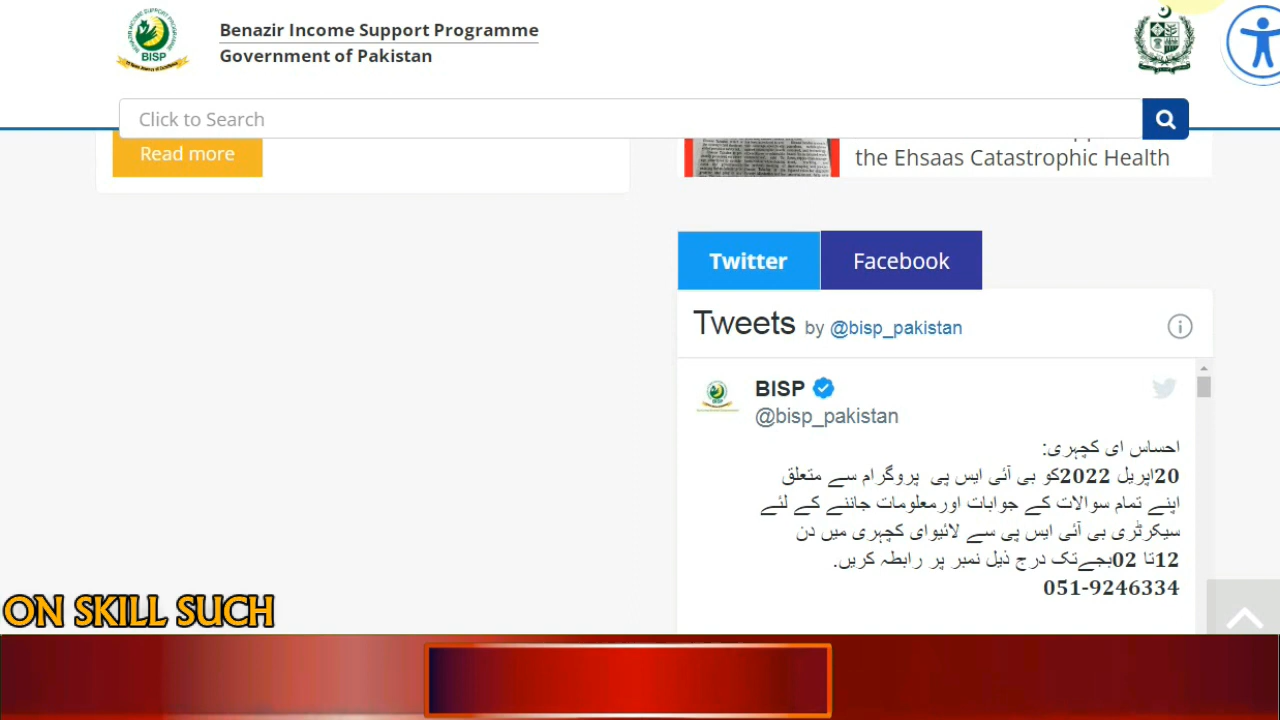 Benazir Income Support Programme
Government of Pakistan
BISP
Click to Search
Read more
the Ehsaas Catastrophic Health
Twitter
Facebook
Tweets by @bisp_pakistan
BISP
@bisp_pakistan
احساس ای کچہری:
20اپریل 2022کو بی آئی ایس پی پروگرام سے متعلق
اپنے تمام سوالات کے جوابات اورمعلومات جاننے کے لئے
سیکرٹری بی آئی ایس پی سے لائیوای کچہری میں دن
12تا 02بجےتک درج ذیل نمبر پر رابطہ کریں.
051-9246334
ON SKILL SUCH